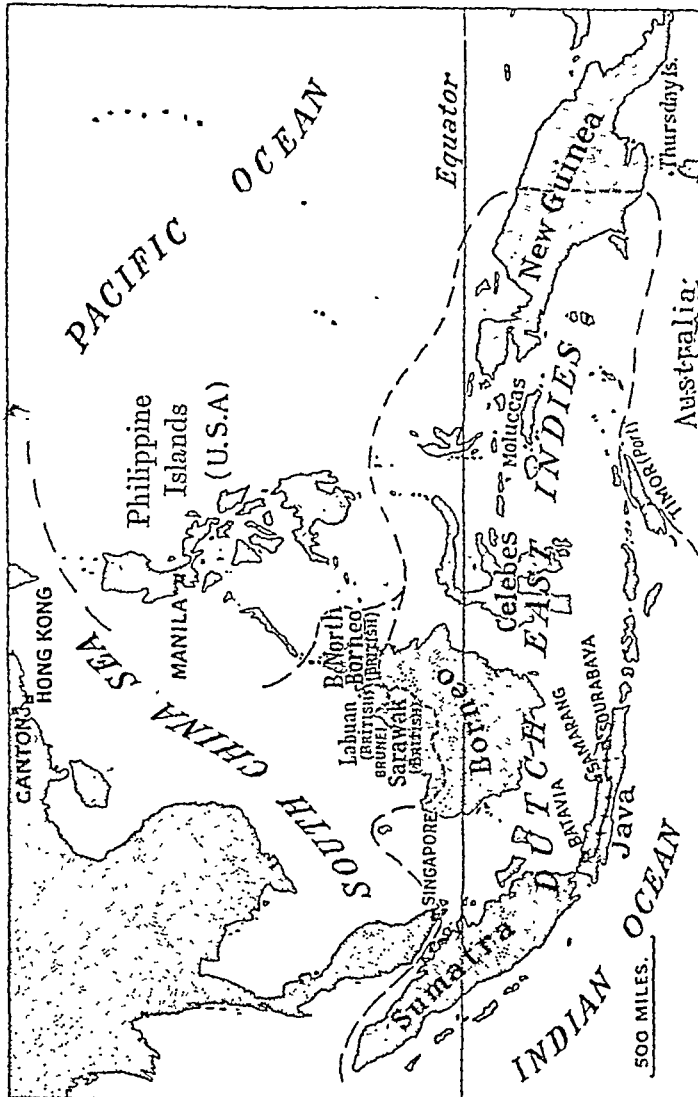 CANTON
HONG KONG
PACIFIC OCEAN
Philippine
Islands
(U.S.A)
MANILA
SOUTH CHINA SEA
B. North
Borneo
(BRITISH)
Labuan
(BRITISH)
BRUNEI
Sarawak
(BRITISH)
SINGAPORE
Equator
Borneo
Sumatra
Celebes
Moluccas
New Guinea
DUTCH EAST INDIES
BATAVIA
SAMARANG
SOURABAYA
Java
TIMOR (Port)
Thursday Is.
Australia
INDIAN OCEAN
500 MILES.